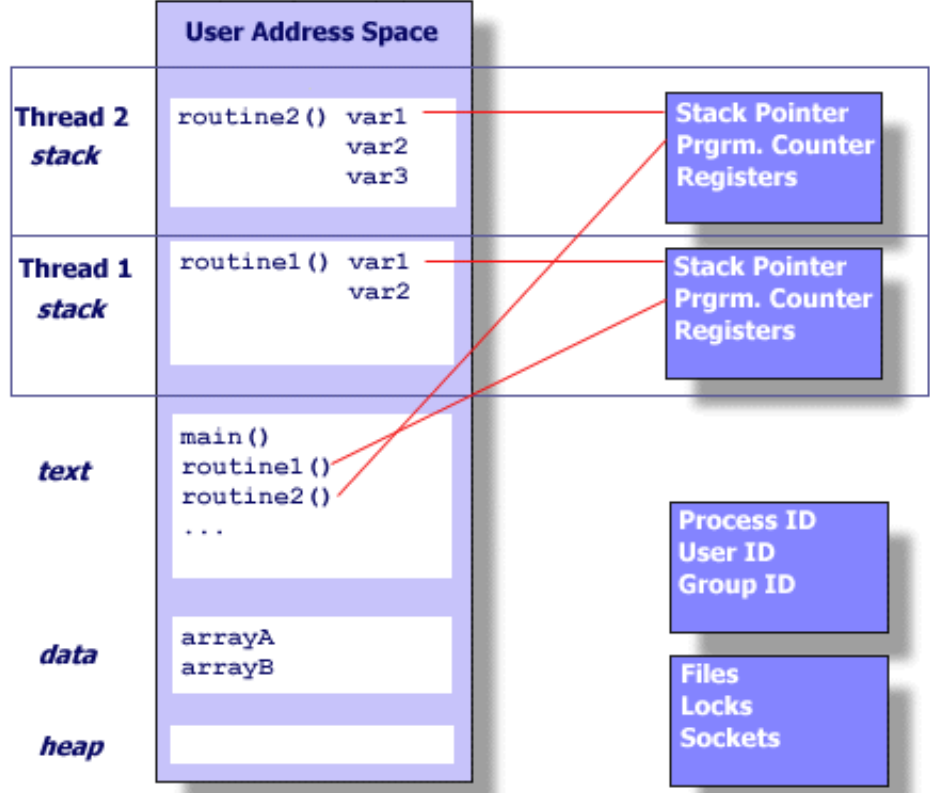 User Address Space
Thread 2
stack
routine2() var1
var2
var3
Stack Pointer
Prgrm. Counter
Registers
Thread 1
stack
routine1() var1
var2
Stack Pointer
Prgrm. Counter
Registers
text
main()
routine1()
routine2()
...
Process ID
User ID
Group ID
data
arrayA
arrayB
Files
Locks
Sockets
heap